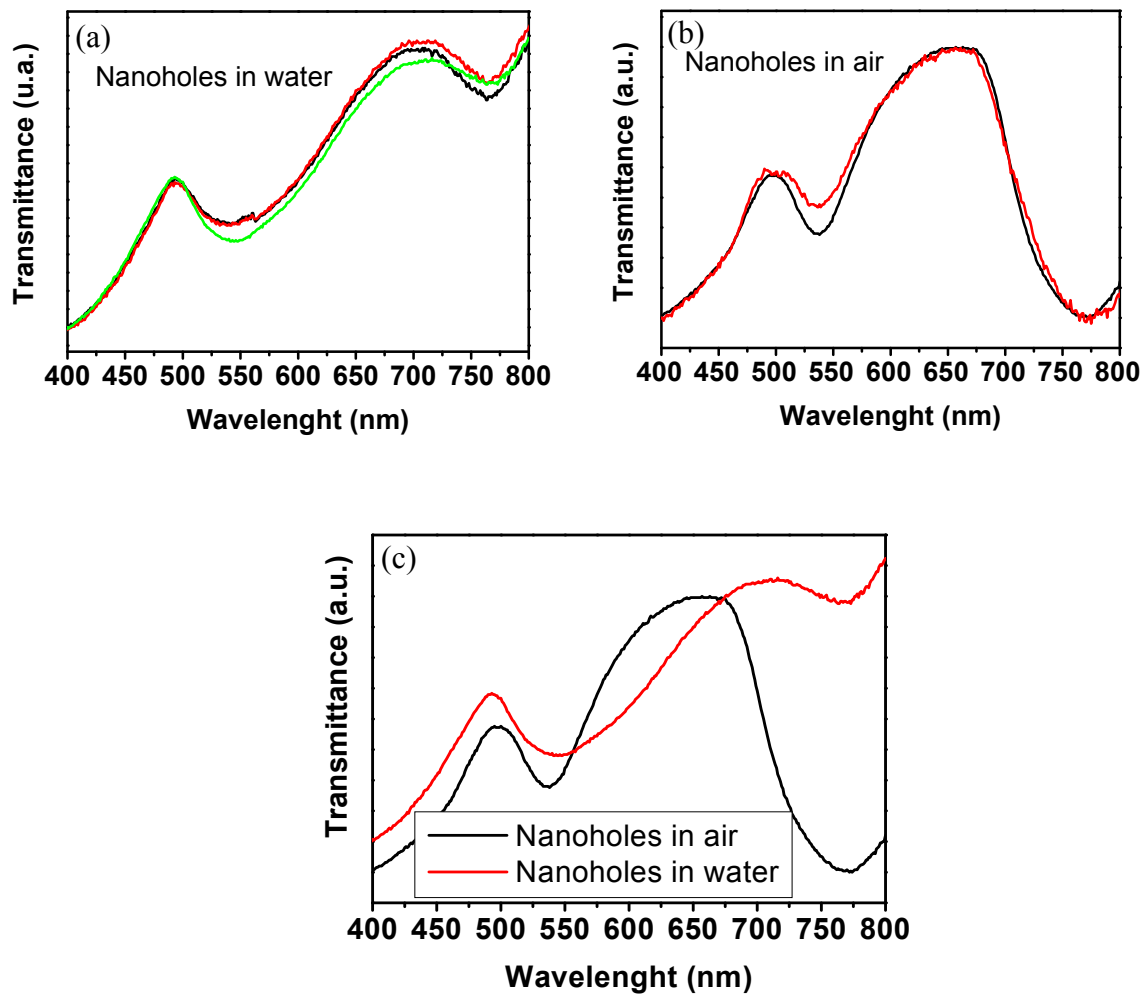 (a)
Nanoholes in water
Transmittance (u.a.)
400 450 500 550 600 650 700 750 800
Wavelenght (nm)
(b)
Nanoholes in air
Transmittance (a.u.)
400 450 500 550 600 650 700 750 800
Wavelenght (nm)
(c)
Transmittance (a.u.)
Nanoholes in air
Nanoholes in water
400 450 500 550 600 650 700 750 800
Wavelenght (nm)